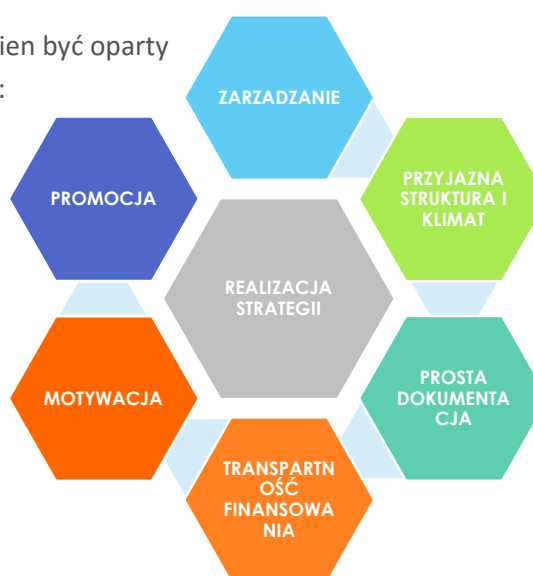 ien być oparty
:
ZARZADZANIE
PRZYJAZNA
STRUKTURA I
KLIMAT
PROSTA
DOKUMENTA
CJA
TRANSPARTN
OŚĆ
FINANSOWA
NIA
MOTYWACJA
PROMOCJA
REALIZACJA
STRATEGII